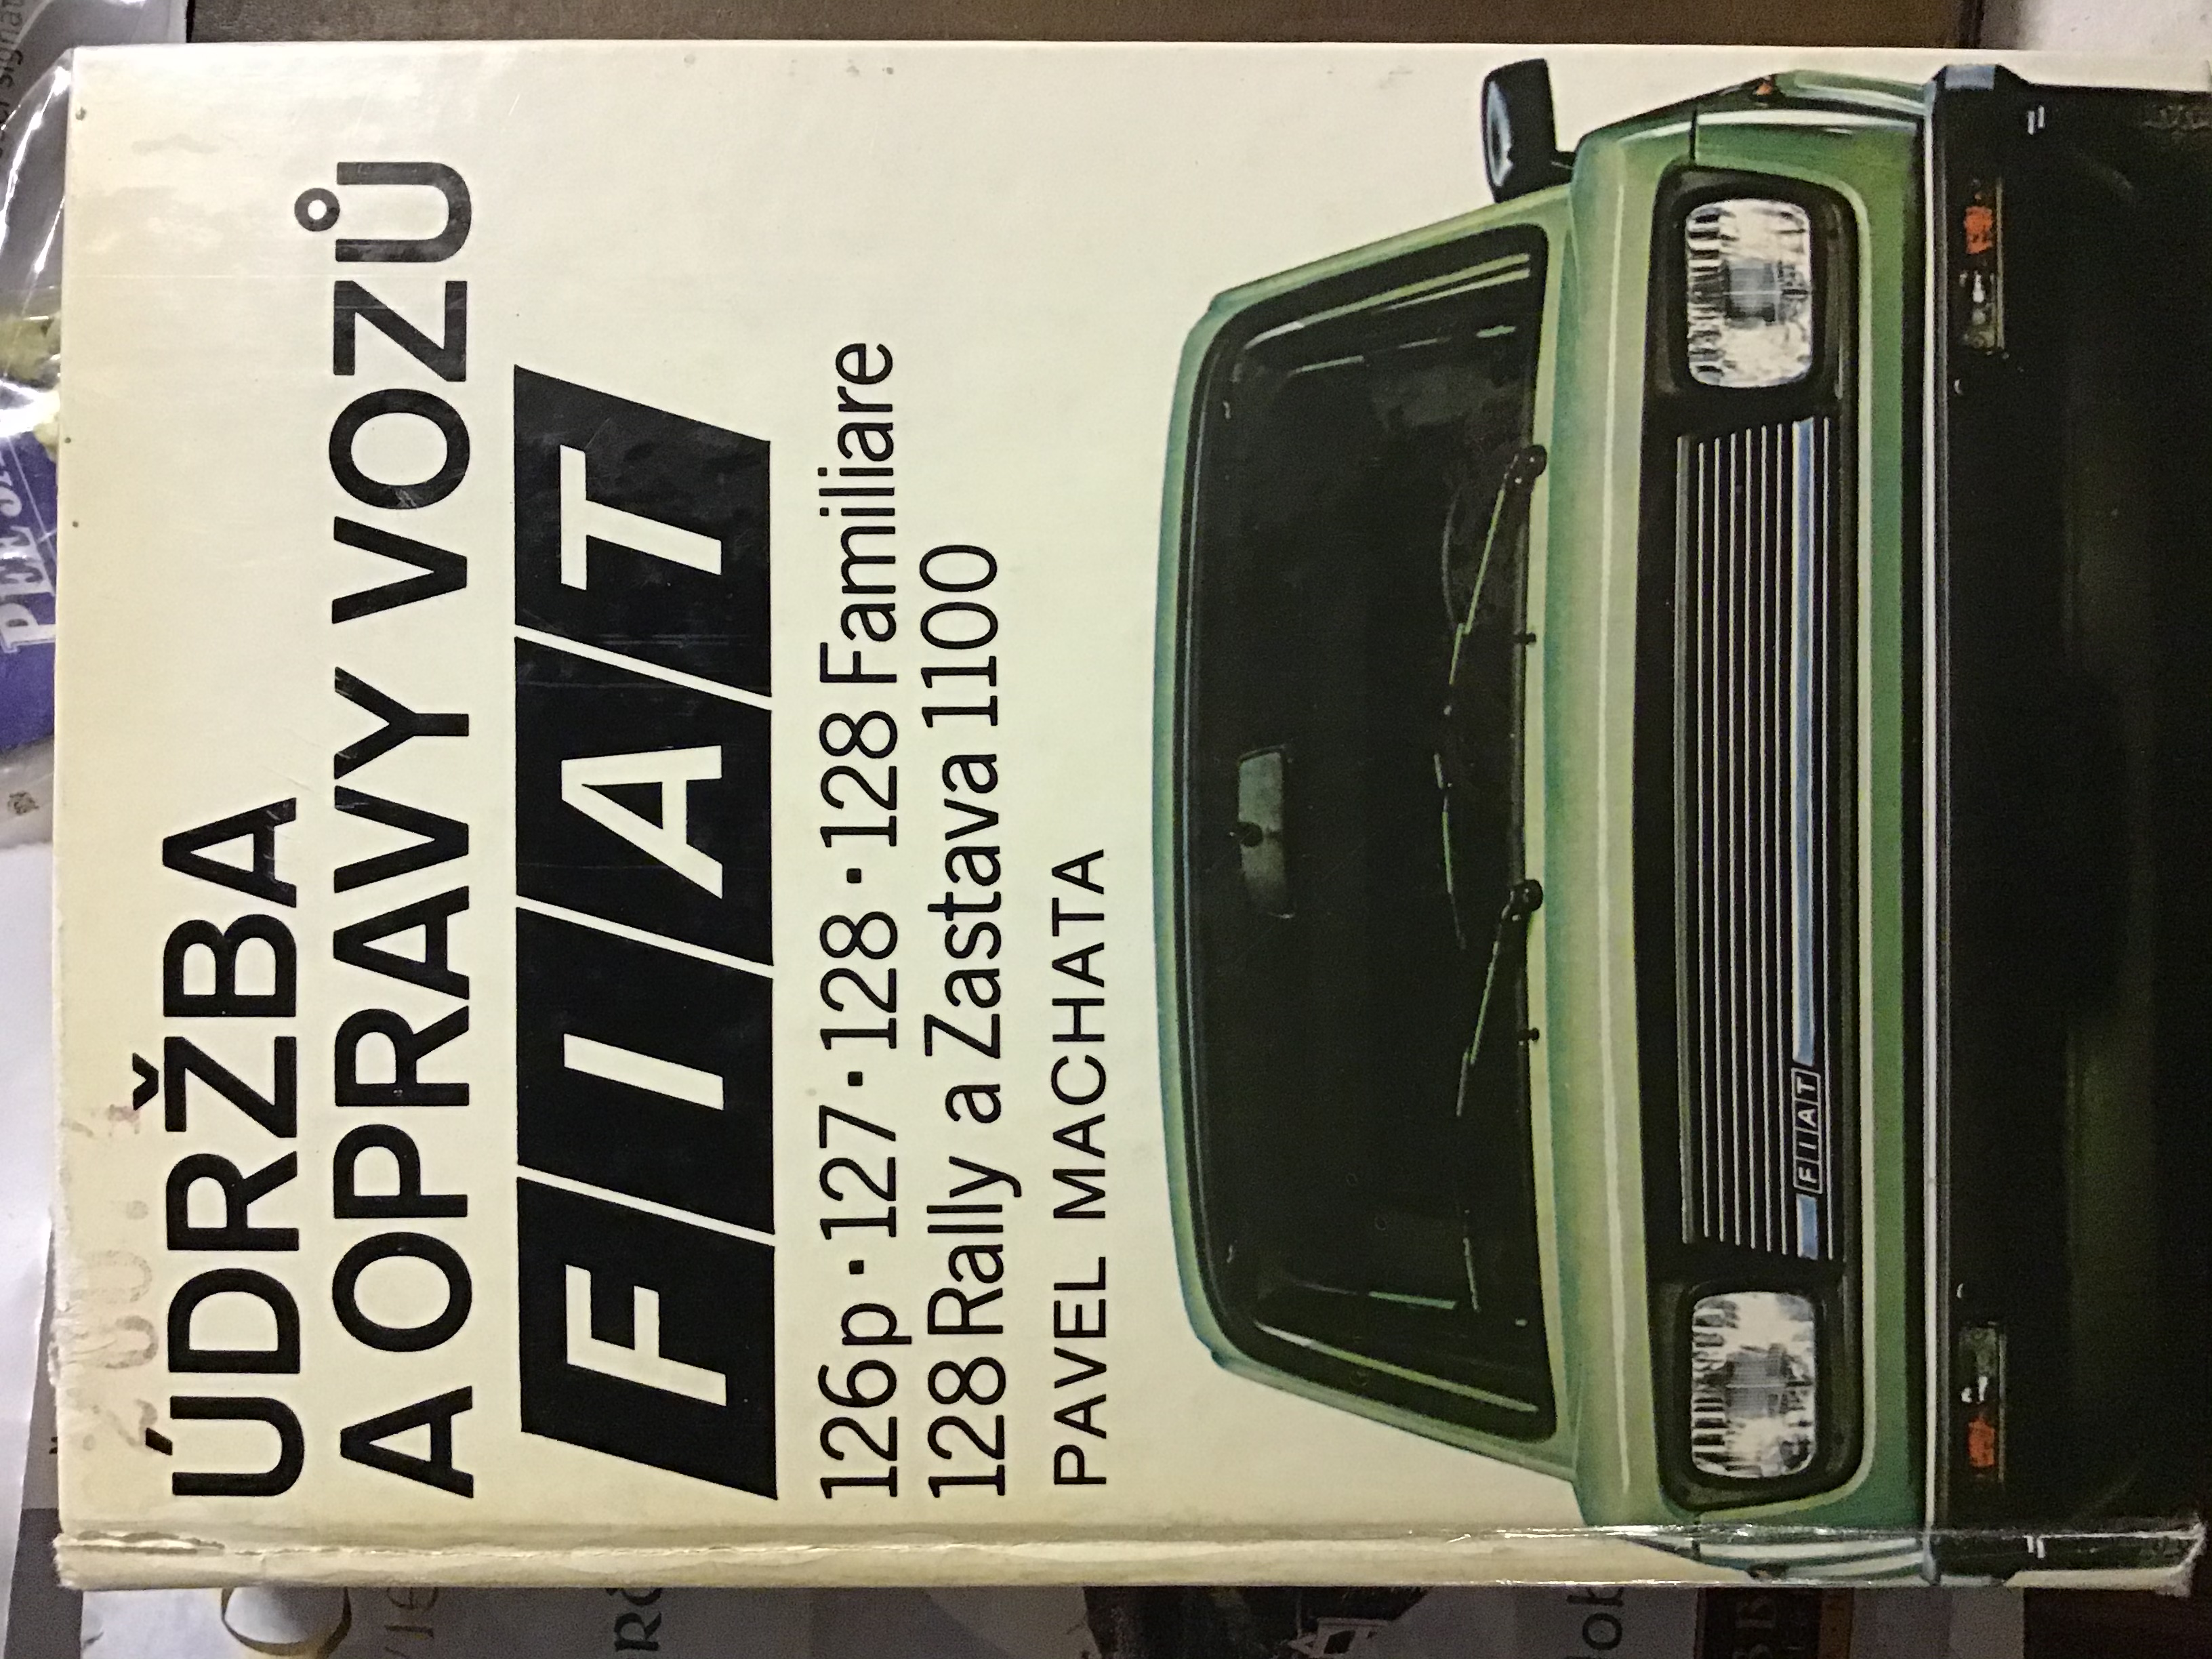 ÚDRŽBA
A OPRAVY VOZŮ
FIAT
126p · 127 · 128 · 128 Familiare
128 Rally a Zastava 1100
PAVEL MACHATA
FIAT